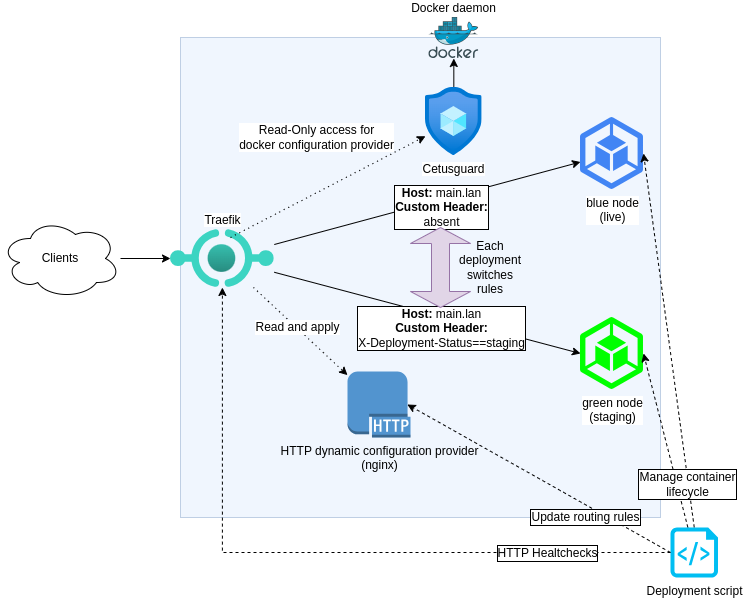 Docker daemon
docker
Read-Only access for
docker configuration provider
Cetusguard
Host: main.lan
Custom Header:
absent
blue node
(live)
Traefik
Clients
Each
deployment
switches
rules
Host: main.lan
Custom Header:
X-Deployment-Status==staging
Read and apply
HTTP
HTTP dynamic configuration provider
(nginx)
green node
(staging)
Manage container
lifecycle
Update routing rules
HTTP Healtchecks
</>
Deployment script